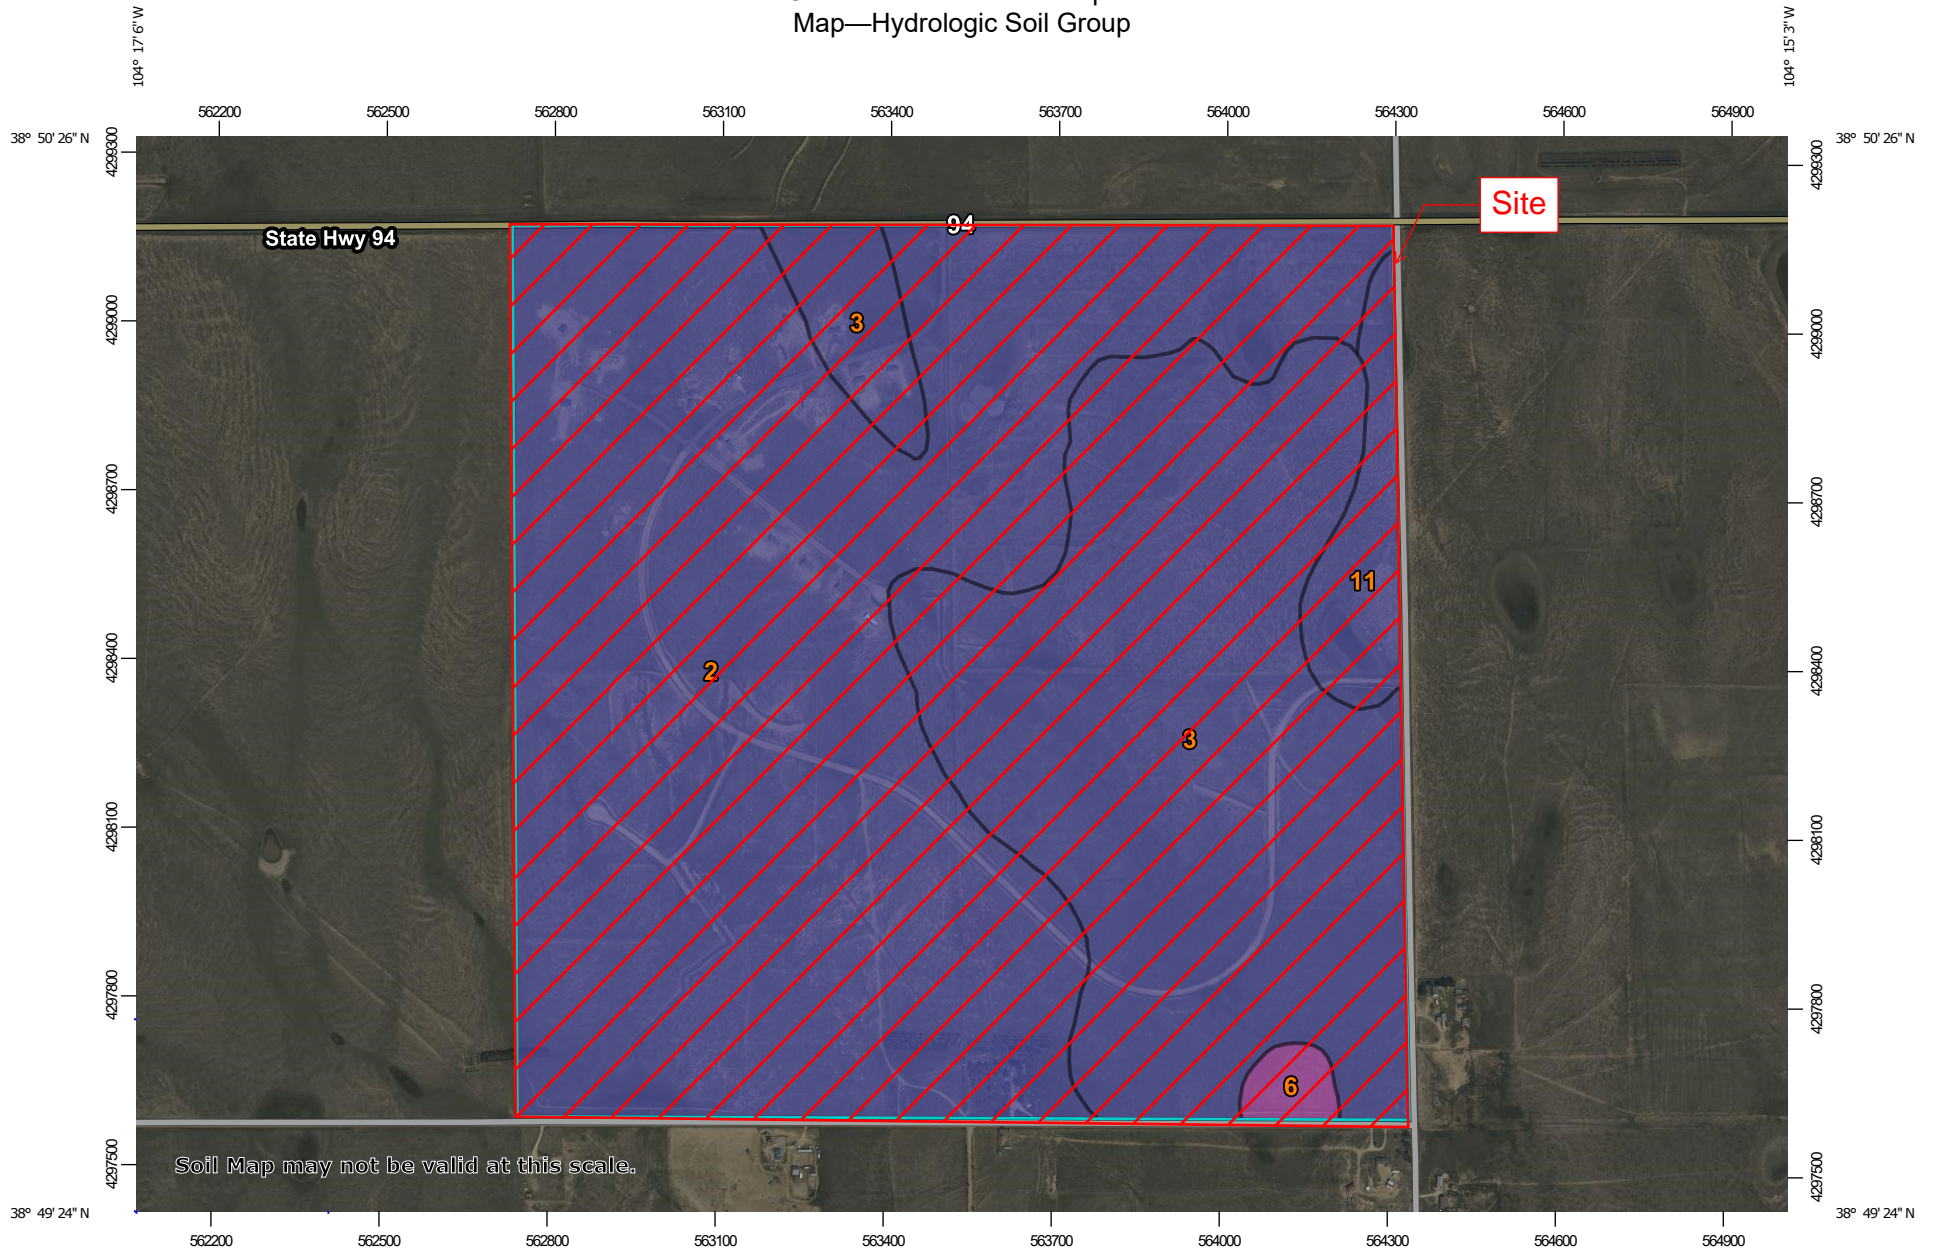 Map—Hydrologic Soil Group
104° 17' 6" W
104° 15' 3" W
562200 562500 562800 563100 563400 563700 564000 564300 564600 564900
38° 50' 26" N
38° 50' 26" N
4299300
4299300
Site
94
State Hwy 94
3
4299000
4299000
4298700
4298700
11
4298400
4298400
2
3
4298100
4298100
4297800
4297800
6
4297500
4297500
Soil Map may not be valid at this scale.
38° 49' 24" N
38° 49' 24" N
562200 562500 562800 563100 563400 563700 564000 564300 564600 564900